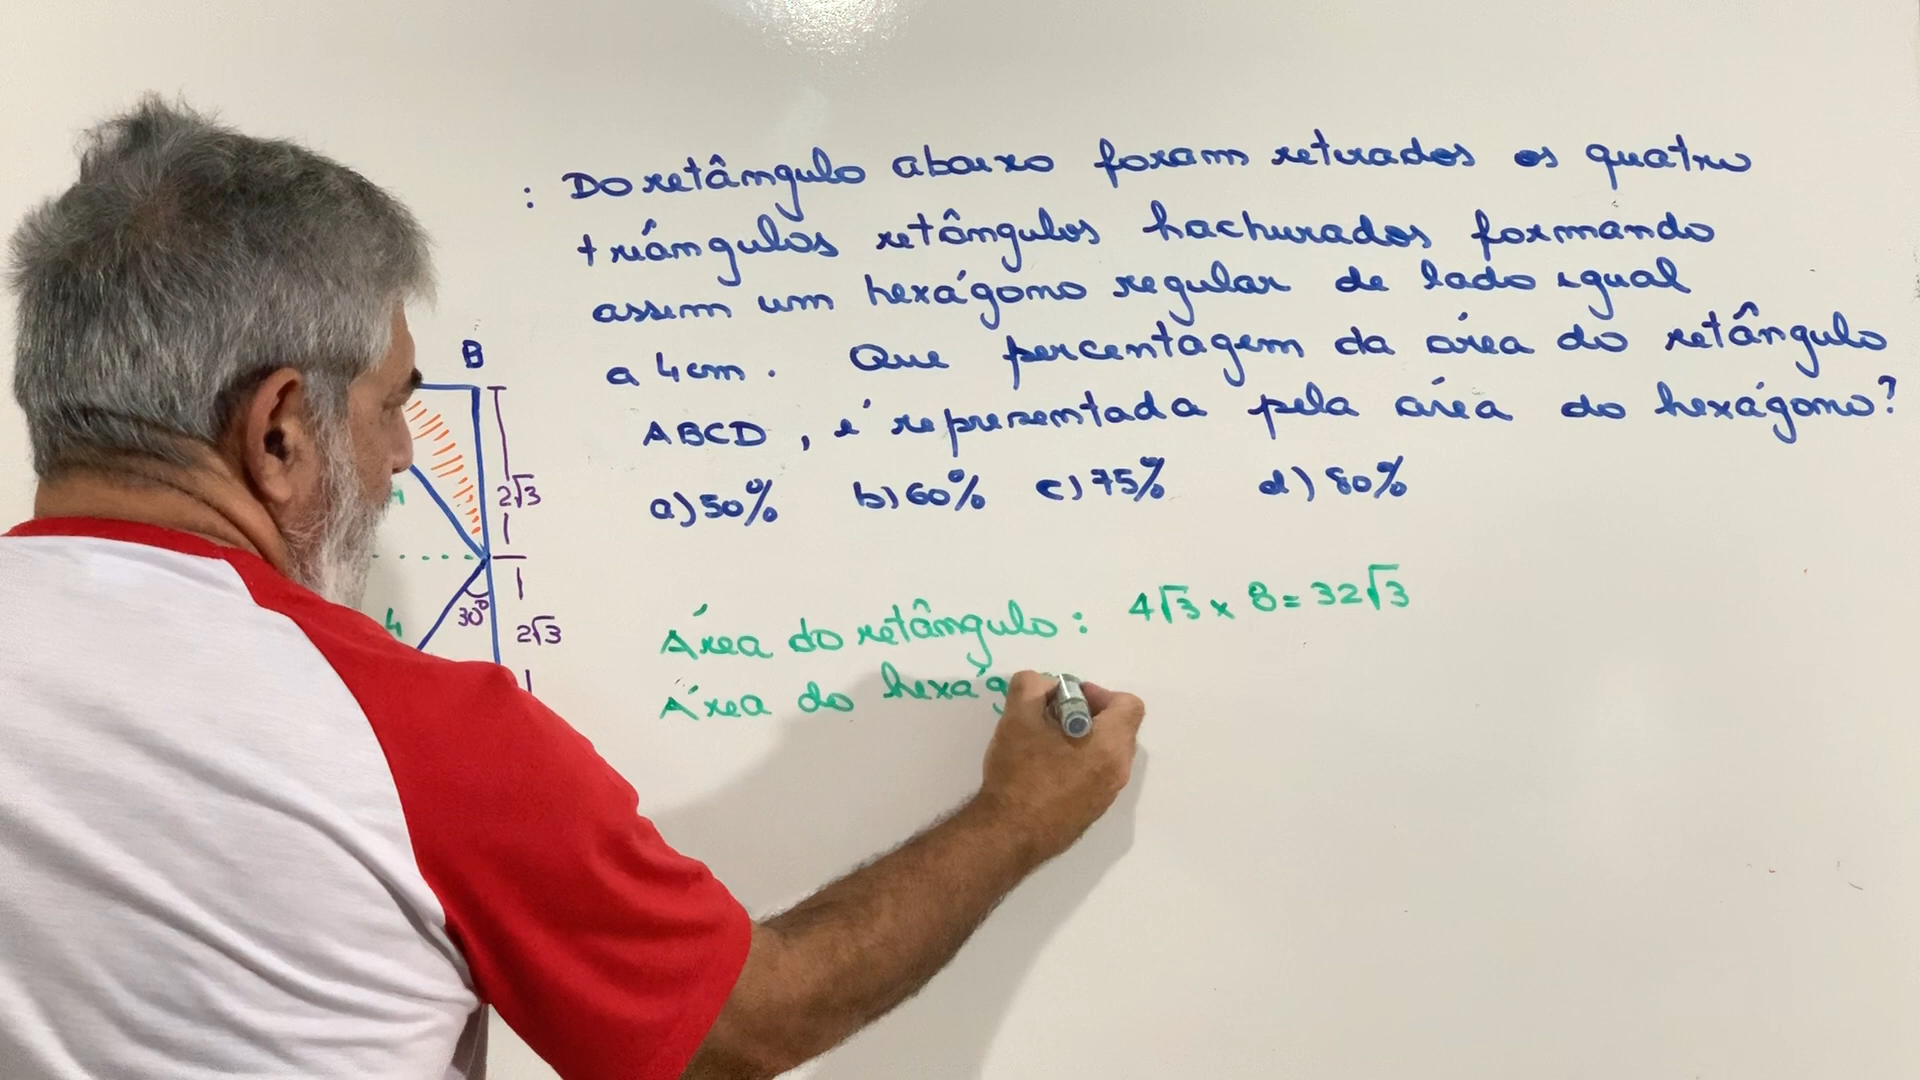 : Do retângulo abaixo foram retirados os quatro
triângulos retângulos hachurados formando
assim um hexágono regular de lado igual
a 4cm. Que percentagem da área do retângulo
ABCD, é representada pela área do hexágono?
a) 50% b) 60% c) 75% d) 80%
B
2√3
4
30°
2√3
4
Área do retângulo: 4√3 x 8 = 32√3
Área do hexág